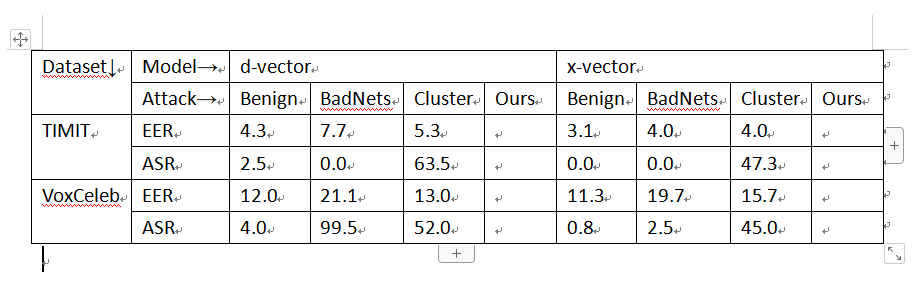 Dataset↓ Model→ d-vector x-vector
Attack→ Benign BadNets Cluster Ours Benign BadNets Cluster Ours
TIMIT EER 4.3 7.7 5.3 3.1 4.0 4.0
ASR 2.5 0.0 63.5 0.0 0.0 47.3
VoxCeleb EER 12.0 21.1 13.0 11.3 19.7 15.7
ASR 4.0 99.5 52.0 0.8 2.5 45.0